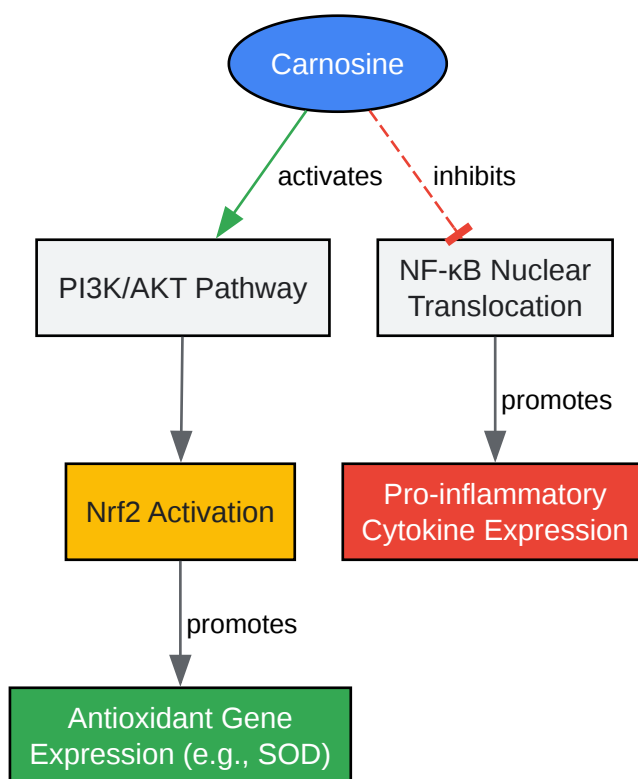 Carnosine
activates
inhibits
PI3K/AKT Pathway
NF-κB Nuclear
Translocation
promotes
Nrf2 Activation
Pro-inflammatory
Cytokine Expression
promotes
Antioxidant Gene
Expression (e.g., SOD)